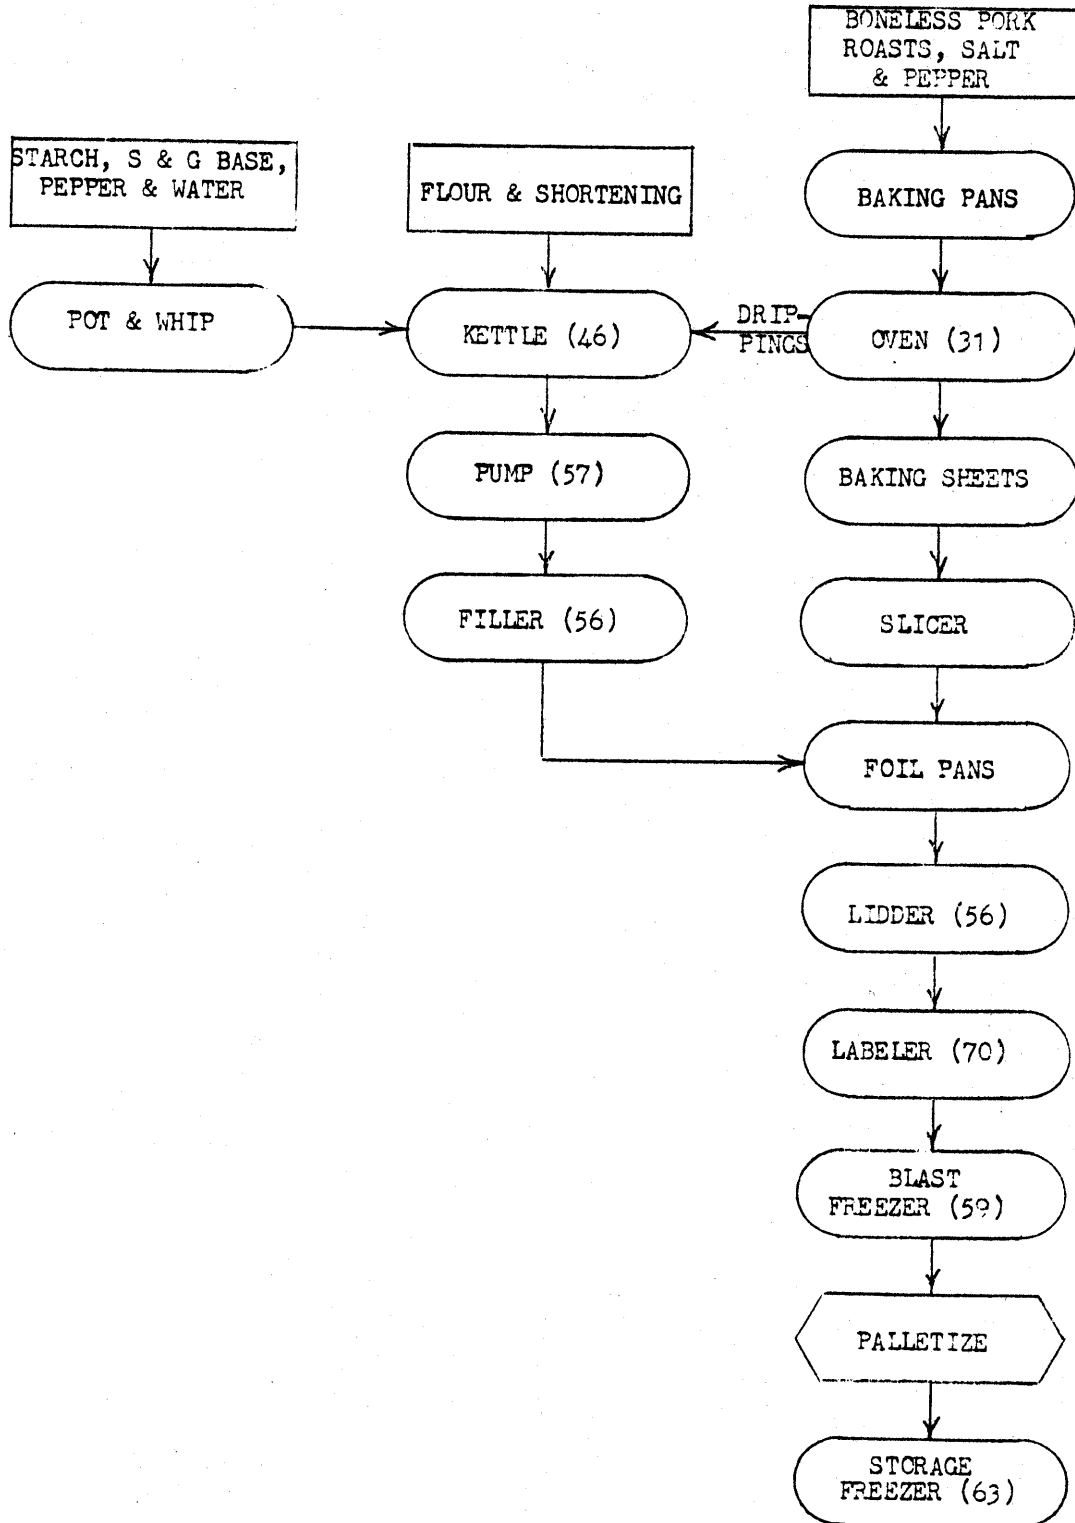 BONELESS PORK
ROASTS, SALT
& PEPPER
STARCH, S & G BASE,
PEPPER & WATER
FLOUR & SHORTENING
BAKING PANS
POT & WHIP
KETTLE (46)
DRIP-
PINGS
OVEN (31)
PUMP (57)
BAKING SHEETS
FILLER (56)
SLICER
FOIL PANS
LIDDER (56)
LABELER (70)
BLAST
FREEZER (59)
PALLETIZE
STORAGE
FREEZER (63)